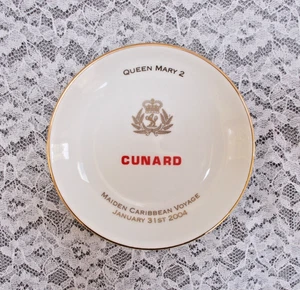 QUEEN MARY 2
CUNARD
MAIDEN CARIBBEAN VOYAGE
JANUARY 31ST 2004